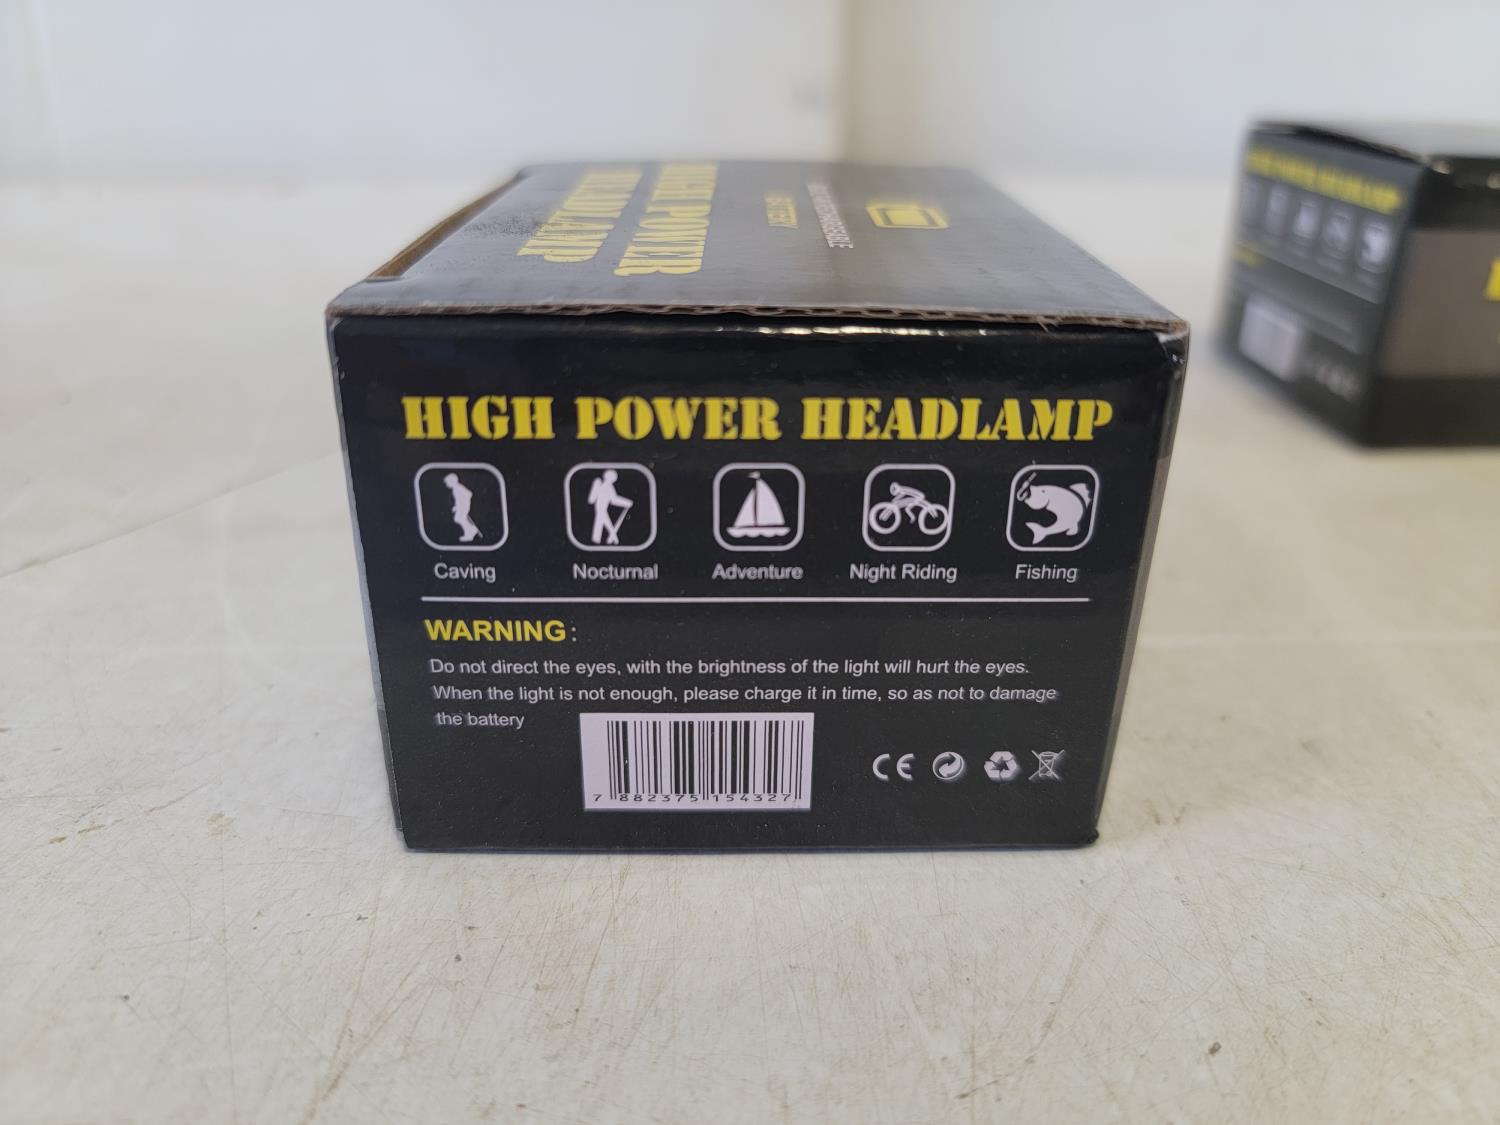 HIGH POWER
HEADLAMP
BATTERY
HIGH POWER HEADLAMP
Caving Nocturnal Adventure Night Riding Fishing
WARNING:
Do not direct the eyes, with the brightness of the light will hurt the eyes.
When the light is not enough, please charge it in time, so as not to damage
the battery
7 882375 154327
CE
HIGH POWER HEADLAMP